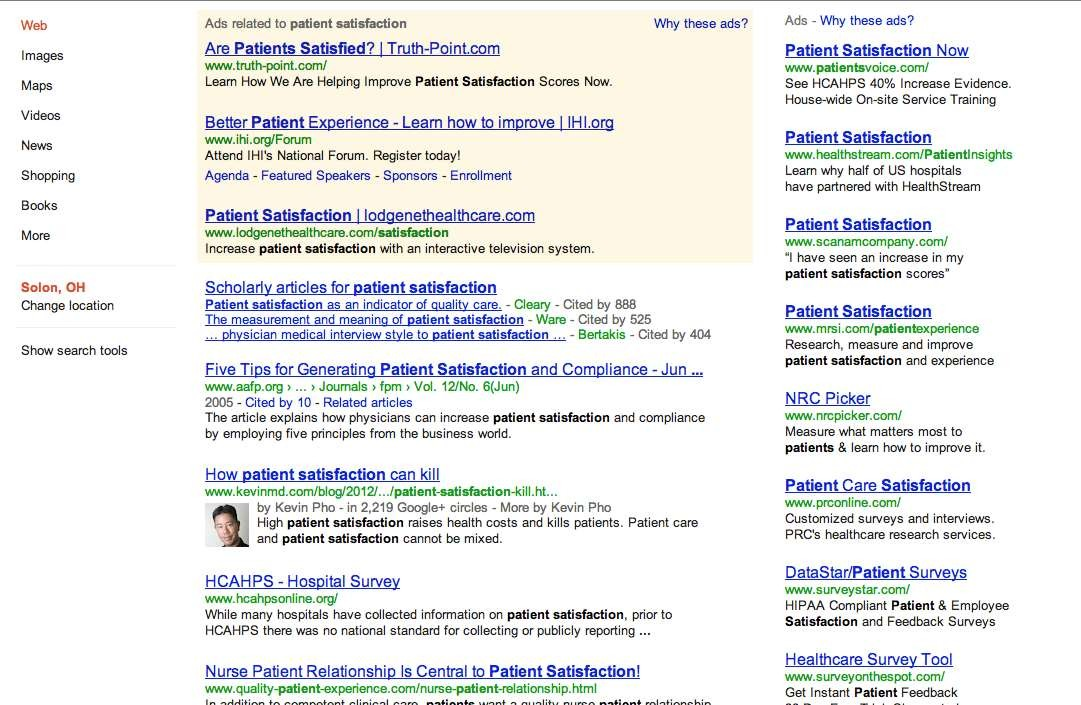 Web
Images
Maps
Videos
News
Shopping
Books
More
Solon, OH
Change location
Show search tools
Ads related to patient satisfaction
Why these ads?
Are Patients Satisfied? | Truth-Point.com
www.truth-point.com/
Learn How We Are Helping Improve Patient Satisfaction Scores Now.
Better Patient Experience - Learn how to improve | IHI.org
www.ihi.org/Forum
Attend IHI's National Forum. Register today!
Agenda - Featured Speakers - Sponsors - Enrollment
Patient Satisfaction | lodgenethealthcare.com
www.lodgenethealthcare.com/satisfaction
Increase patient satisfaction with an interactive television system.
Scholarly articles for patient satisfaction
Patient satisfaction as an indicator of quality care. - Cleary - Cited by 888
The measurement and meaning of patient satisfaction - Ware - Cited by 525
... physician medical interview style to patient satisfaction ... - Bertakis - Cited by 404
Five Tips for Generating Patient Satisfaction and Compliance - Jun ...
www.aafp.org › ... › Journals › fpm › Vol. 12/No. 6(Jun)
2005 - Cited by 10 - Related articles
The article explains how physicians can increase patient satisfaction and compliance
by employing five principles from the business world.
How patient satisfaction can kill
www.kevinmd.com/blog/2012/.../patient-satisfaction-kill.ht...
by Kevin Pho - in 2,219 Google+ circles - More by Kevin Pho
High patient satisfaction raises health costs and kills patients. Patient care
and patient satisfaction cannot be mixed.
HCAHPS - Hospital Survey
www.hcahpsonline.org/
While many hospitals have collected information on patient satisfaction, prior to
HCAHPS there was no national standard for collecting or publicly reporting ...
Nurse Patient Relationship Is Central to Patient Satisfaction!
www.quality-patient-experience.com/nurse-patient-relationship.html
In addition to competent clinical care, patients want a quality nurse patient relationship
Ads - Why these ads?
Patient Satisfaction Now
www.patientsvoice.com/
See HCAHPS 40% Increase Evidence.
House-wide On-site Service Training
Patient Satisfaction
www.healthstream.com/PatientInsights
Learn why half of US hospitals
have partnered with HealthStream
Patient Satisfaction
www.scanamcompany.com/
“I have seen an increase in my
patient satisfaction scores”
Patient Satisfaction
www.mrsi.com/patientexperience
Research, measure and improve
patient satisfaction and experience
NRC Picker
www.nrcpicker.com/
Measure what matters most to
patients & learn how to improve it.
Patient Care Satisfaction
www.prconline.com/
Customized surveys and interviews.
PRC's healthcare research services.
DataStar/Patient Surveys
www.surveystar.com/
HIPAA Compliant Patient & Employee
Satisfaction and Feedback Surveys
Healthcare Survey Tool
www.surveyonthespot.com/
Get Instant Patient Feedback